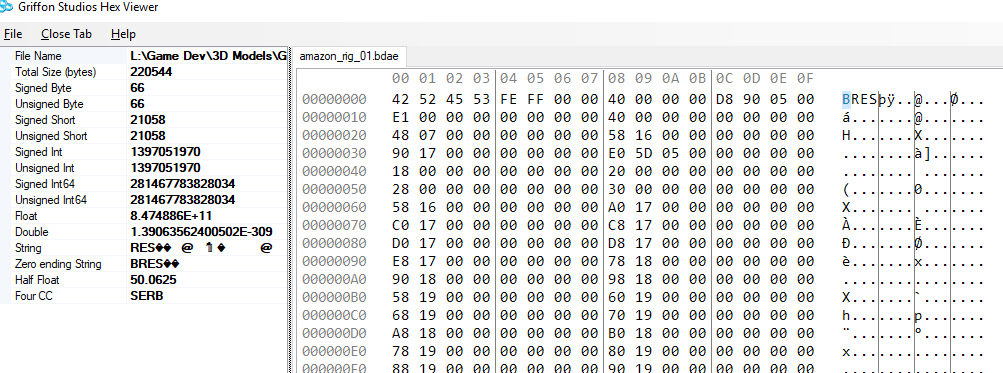 Griffon Studios Hex Viewer
File Close Tab Help
File Name L:\Game Dev\3D Models\G
Total Size (bytes) 220544
Signed Byte 66
Unsigned Byte 66
Signed Short 21058
Unsigned Short 21058
Signed Int 1397051970
Unsigned Int 1397051970
Signed Int64 281467783828034
Unsigned Int64 281467783828034
Float 8.474886E+11
Double 1.39063562400502E-309
String RES�� @ �� @
Zero ending String BRES��
Half Float 50.0625
Four CC SERB
amazon_rig_01.bdae
00 01 02 03 04 05 06 07 08 09 0A 0B 0C 0D 0E 0F
00000000 42 52 45 53 FE FF 00 00 40 00 00 00 D8 90 05 00 BRESþÿ..@...Ø...
00000010 E1 00 00 00 00 00 00 00 40 00 00 00 00 00 00 00 á.......@.......
00000020 48 07 00 00 00 00 00 00 58 16 00 00 00 00 00 00 H.......X.......
00000030 90 17 00 00 00 00 00 00 E0 5D 05 00 00 00 00 00 ........à]......
00000040 18 00 00 00 00 00 00 00 20 00 00 00 00 00 00 00 ........ .......
00000050 28 00 00 00 00 00 00 00 30 00 00 00 00 00 00 00 (.......0.......
00000060 58 16 00 00 00 00 00 00 A0 17 00 00 00 00 00 00 X....... .......
00000070 C0 17 00 00 00 00 00 00 C8 17 00 00 00 00 00 00 À.......È.......
00000080 D0 17 00 00 00 00 00 00 D8 17 00 00 00 00 00 00 Ð.......Ø.......
00000090 E8 17 00 00 00 00 00 00 78 18 00 00 00 00 00 00 è.......x.......
000000A0 90 18 00 00 00 00 00 00 98 18 00 00 00 00 00 00 ................
000000B0 58 19 00 00 00 00 00 00 60 19 00 00 00 00 00 00 X.......`.......
000000C0 68 19 00 00 00 00 00 00 70 19 00 00 00 00 00 00 h.......p.......
000000D0 A8 18 00 00 00 00 00 00 B0 18 00 00 00 00 00 00 ¨.......°.......
000000E0 78 19 00 00 00 00 00 00 80 19 00 00 00 00 00 00 x...............
000000F0 88 19 00 00 00 00 00 00 90 19 00 00 00 00 00 00 ................